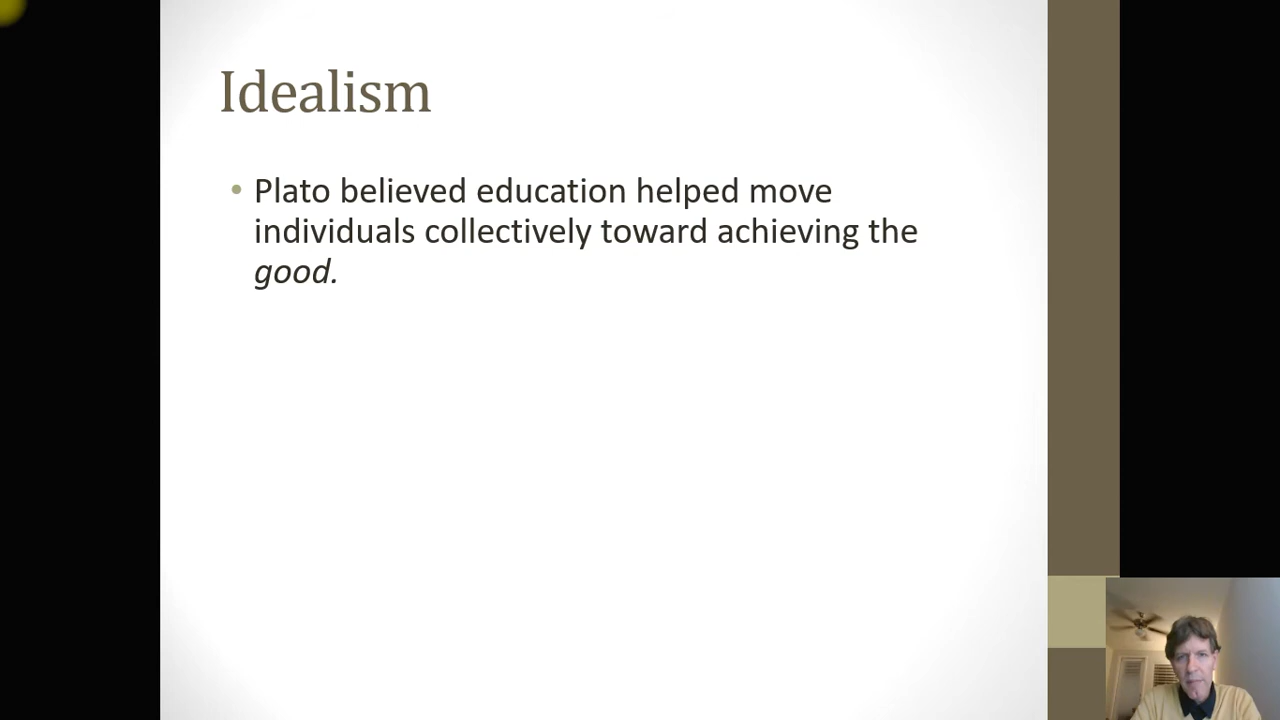 Idealism
• Plato believed education helped move
individuals collectively toward achieving the
good.